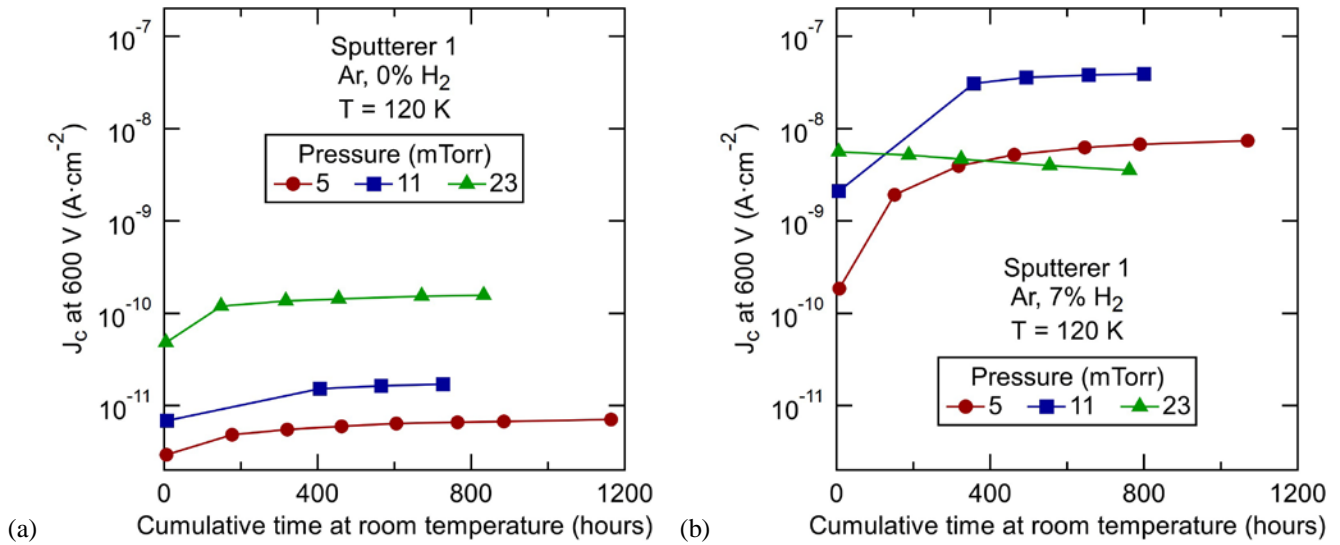 J_c at 600 V (A·cm⁻²)
10⁻⁷
10⁻⁸
10⁻⁹
10⁻¹⁰
10⁻¹¹
Sputterer 1
Ar, 0% H₂
T = 120 K
Pressure (mTorr)
5 11 23
0 400 800 1200
Cumulative time at room temperature (hours)
(a)
J_c at 600 V (A·cm⁻²)
10⁻⁷
10⁻⁸
10⁻⁹
10⁻¹⁰
10⁻¹¹
Sputterer 1
Ar, 7% H₂
T = 120 K
Pressure (mTorr)
5 11 23
0 400 800 1200
Cumulative time at room temperature (hours)
(b)